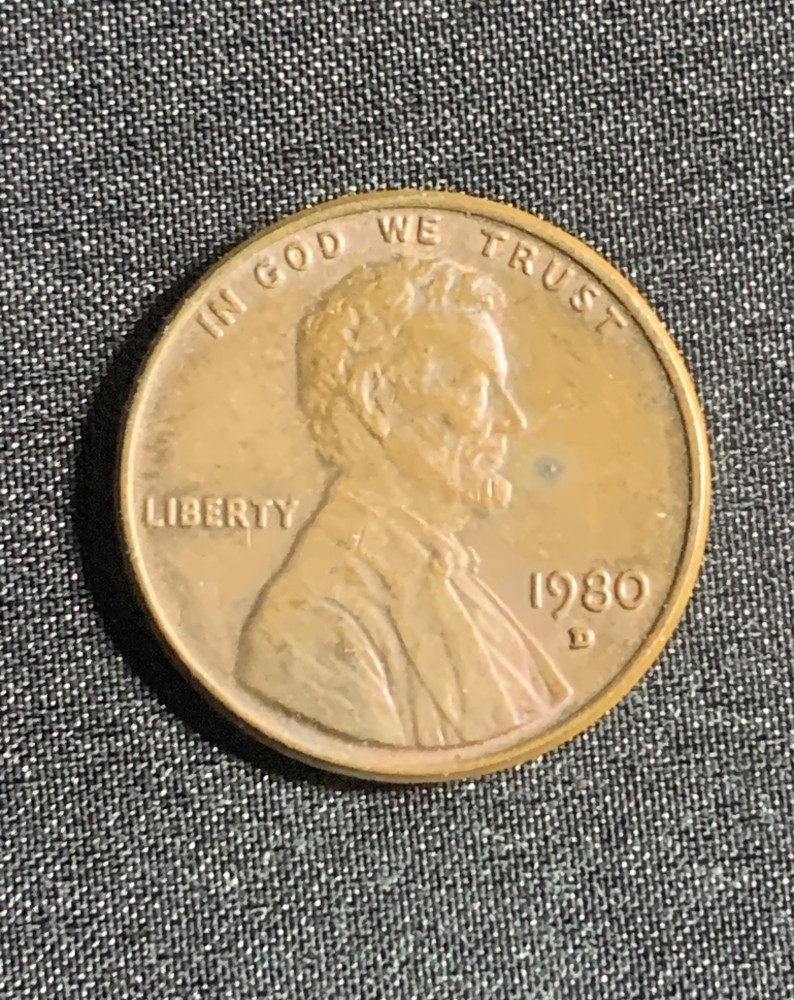 IN GOD WE TRUST
LIBERTY
1980
D